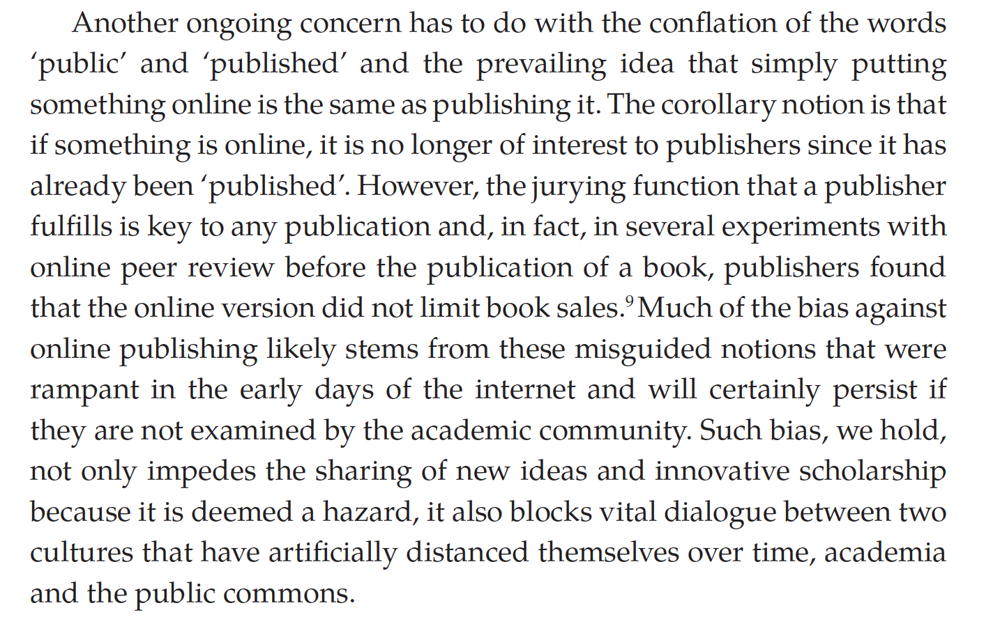 Another ongoing concern has to do with the conflation of the words
‘public’ and ‘published’ and the prevailing idea that simply putting
something online is the same as publishing it. The corollary notion is that
if something is online, it is no longer of interest to publishers since it has
already been ‘published’. However, the jurying function that a publisher
fulfills is key to any publication and, in fact, in several experiments with
online peer review before the publication of a book, publishers found
that the online version did not limit book sales.⁹ Much of the bias against
online publishing likely stems from these misguided notions that were
rampant in the early days of the internet and will certainly persist if
they are not examined by the academic community. Such bias, we hold,
not only impedes the sharing of new ideas and innovative scholarship
because it is deemed a hazard, it also blocks vital dialogue between two
cultures that have artificially distanced themselves over time, academia
and the public commons.